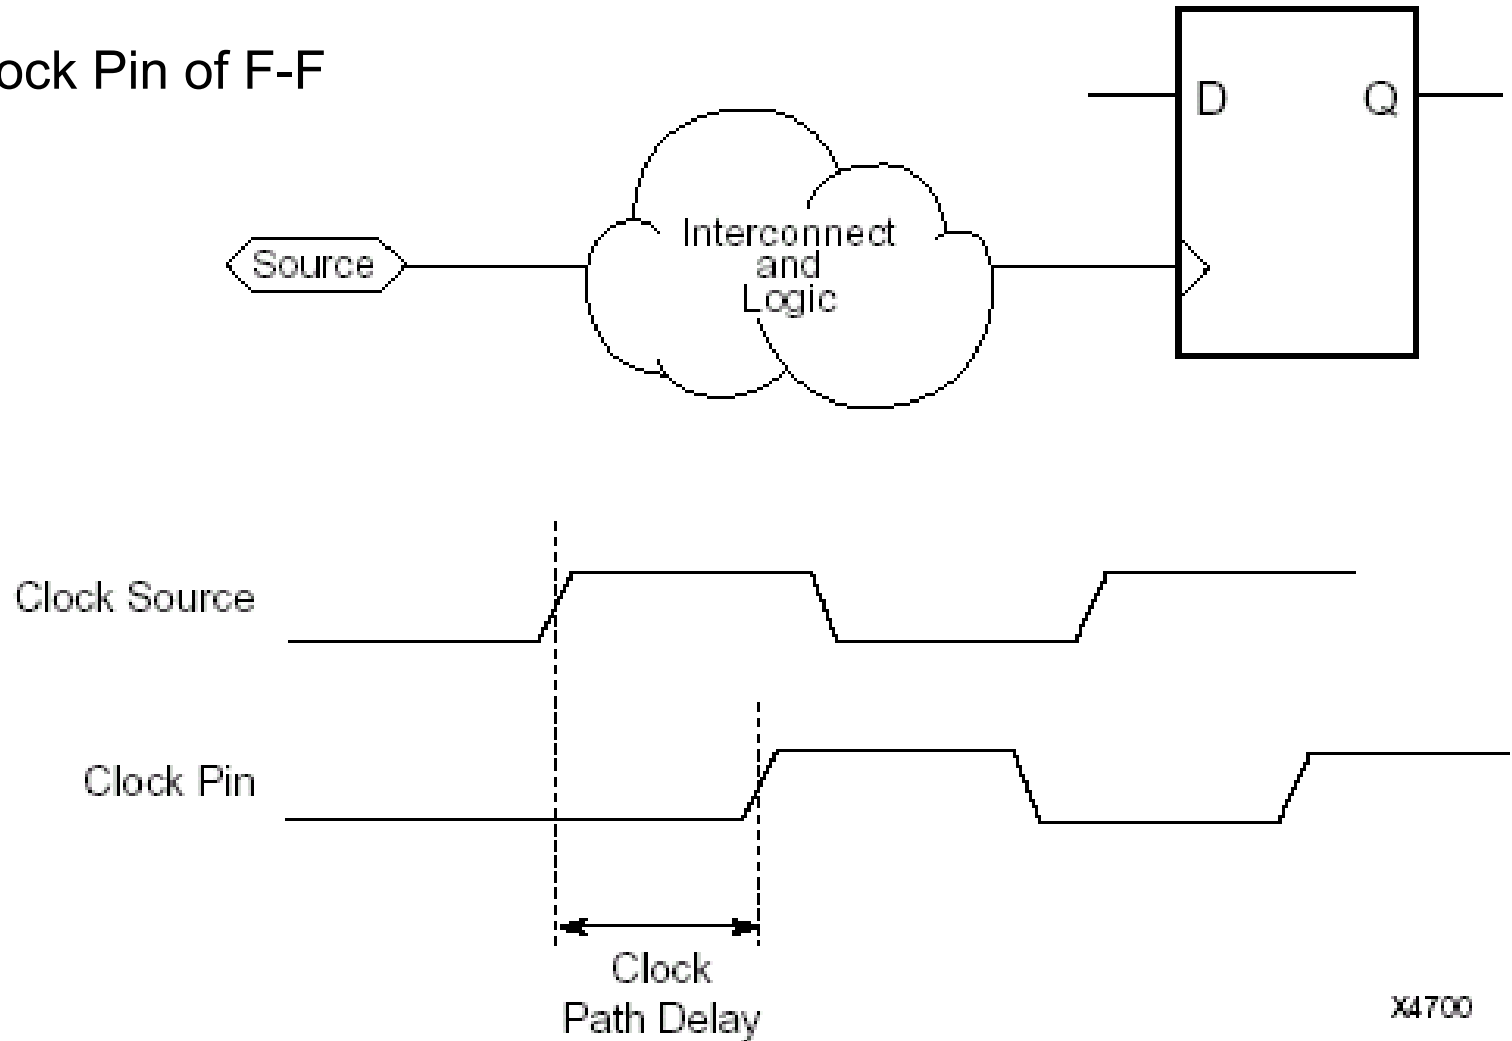 ock Pin of F-F
D
Q
Source
Interconnect
and
Logic
Clock Source
Clock Pin
Clock
Path Delay
X4700